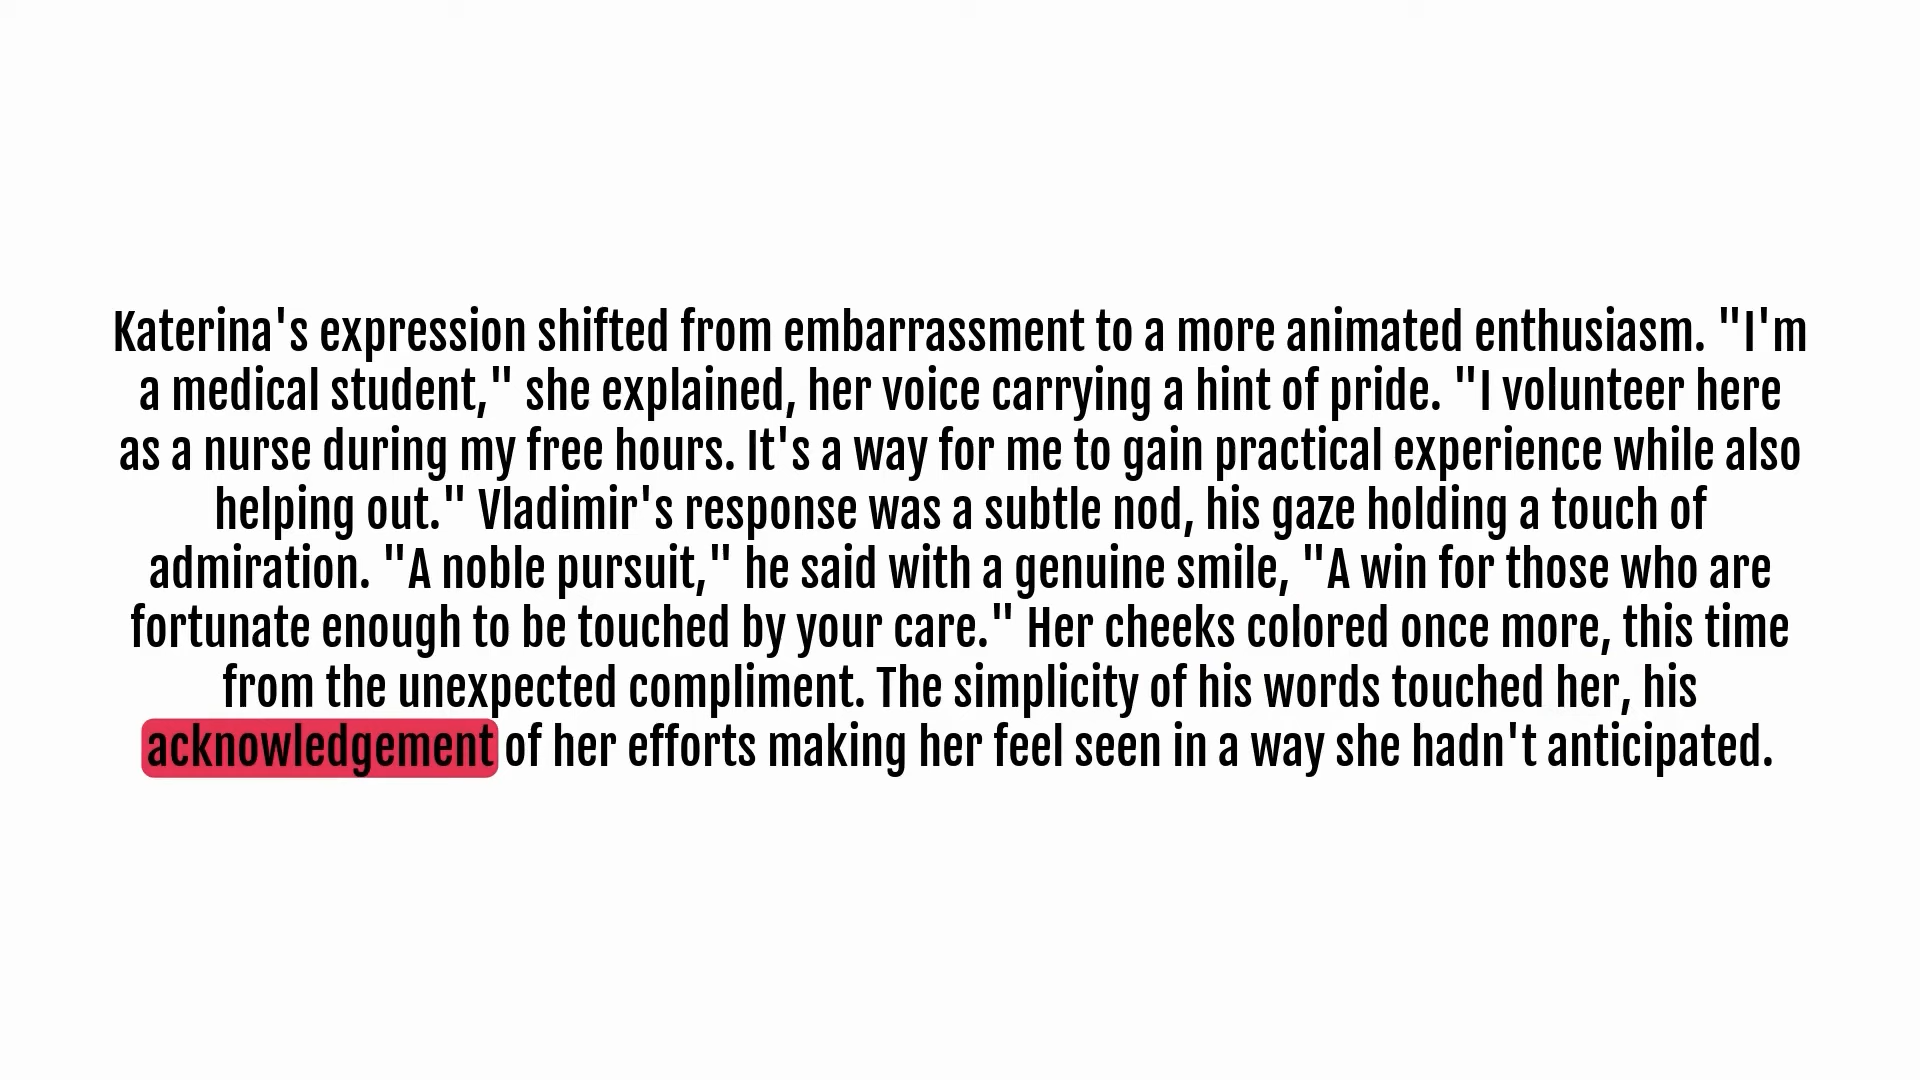 Katerina's expression shifted from embarrassment to a more animated enthusiasm. "I'm
a medical student," she explained, her voice carrying a hint of pride. "I volunteer here
as a nurse during my free hours. It's a way for me to gain practical experience while also
helping out." Vladimir's response was a subtle nod, his gaze holding a touch of
admiration. "A noble pursuit," he said with a genuine smile, "A win for those who are
fortunate enough to be touched by your care." Her cheeks colored once more, this time
from the unexpected compliment. The simplicity of his words touched her, his
acknowledgement of her efforts making her feel seen in a way she hadn't anticipated.